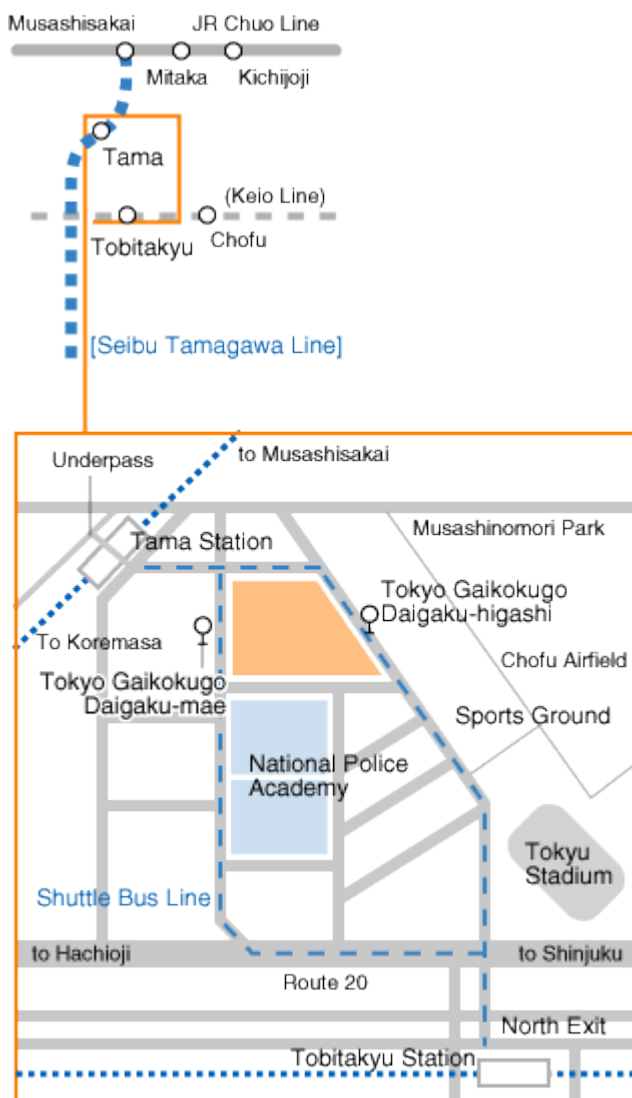 Musashisakai
JR Chuo Line
Mitaka
Kichijoji
Tama
(Keio Line)
Tobitakyu
Chofu
[Seibu Tamagawa Line]
Underpass
to Musashisakai
Musashinomori Park
Tama Station
Tokyo Gaikokugo
Daigaku-higashi
To Koremasa
Chofu Airfield
Tokyo Gaikokugo
Daigaku-mae
Sports Ground
National Police
Academy
Tokyu
Stadium
Shuttle Bus Line
to Hachioji
to Shinjuku
Route 20
North Exit
Tobitakyu Station